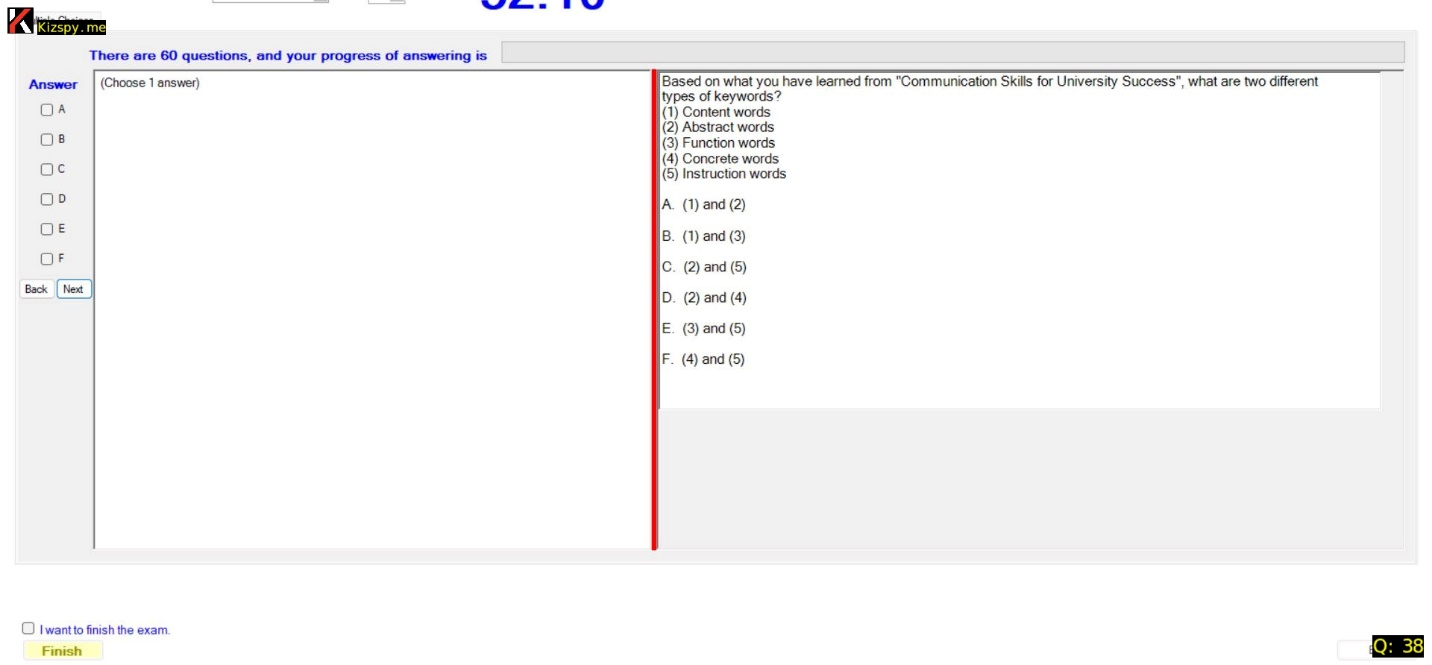 Kizspy.me
There are 60 questions, and your progress of answering is
Answer
A
B
C
D
E
F
Back Next
(Choose 1 answer)
Based on what you have learned from "Communication Skills for University Success", what are two different
types of keywords?
(1) Content words
(2) Abstract words
(3) Function words
(4) Concrete words
(5) Instruction words
A. (1) and (2)
B. (1) and (3)
C. (2) and (5)
D. (2) and (4)
E. (3) and (5)
F. (4) and (5)
I want to finish the exam.
Finish
Q: 38